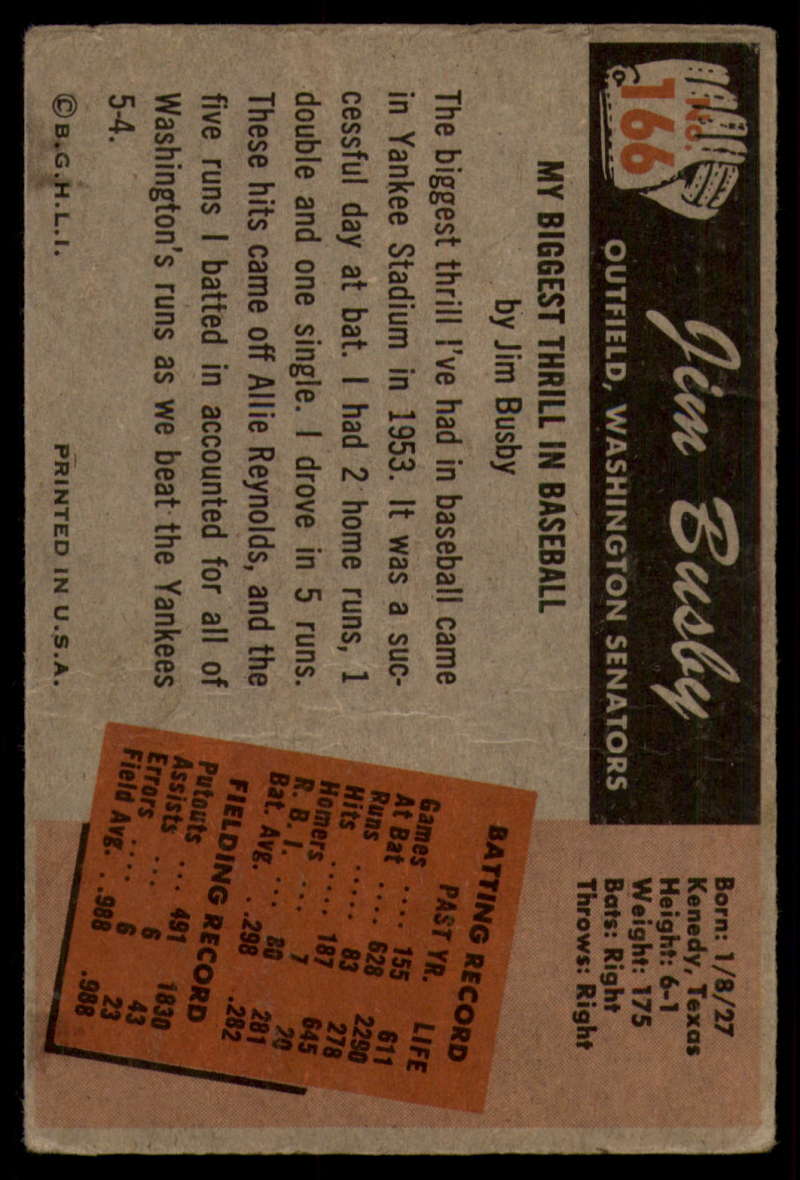 No.
166
Jim Busby
OUTFIELD, WASHINGTON SENATORS
MY BIGGEST THRILL IN BASEBALL
by Jim Busby
The biggest thrill I've had in baseball came
in Yankee Stadium in 1953. It was a suc-
cessful day at bat. I had 2 home runs, 1
double and one single. I drove in 5 runs.
These hits came off Allie Reynolds, and the
five runs I batted in accounted for all of
Washington's runs as we beat the Yankees
5-4.
© B.G.H.L.I. PRINTED IN U.S.A.
Born: 1/8/27
Kenedy, Texas
Height: 6-1
Weight: 175
Bats: Right
Throws: Right
BATTING RECORD
PAST YR. LIFE
Games .... 155 611
At Bat .... 628 2290
Runs ..... 83 278
Hits ..... 187 645
Homers .... 7 20
R. B. I. ... 80 281
Bat. Avg. . .298 .282
FIELDING RECORD
Putouts ... 491 1830
Assists ... 6 43
Errors .... 6 23
Field Avg. . .988 .988